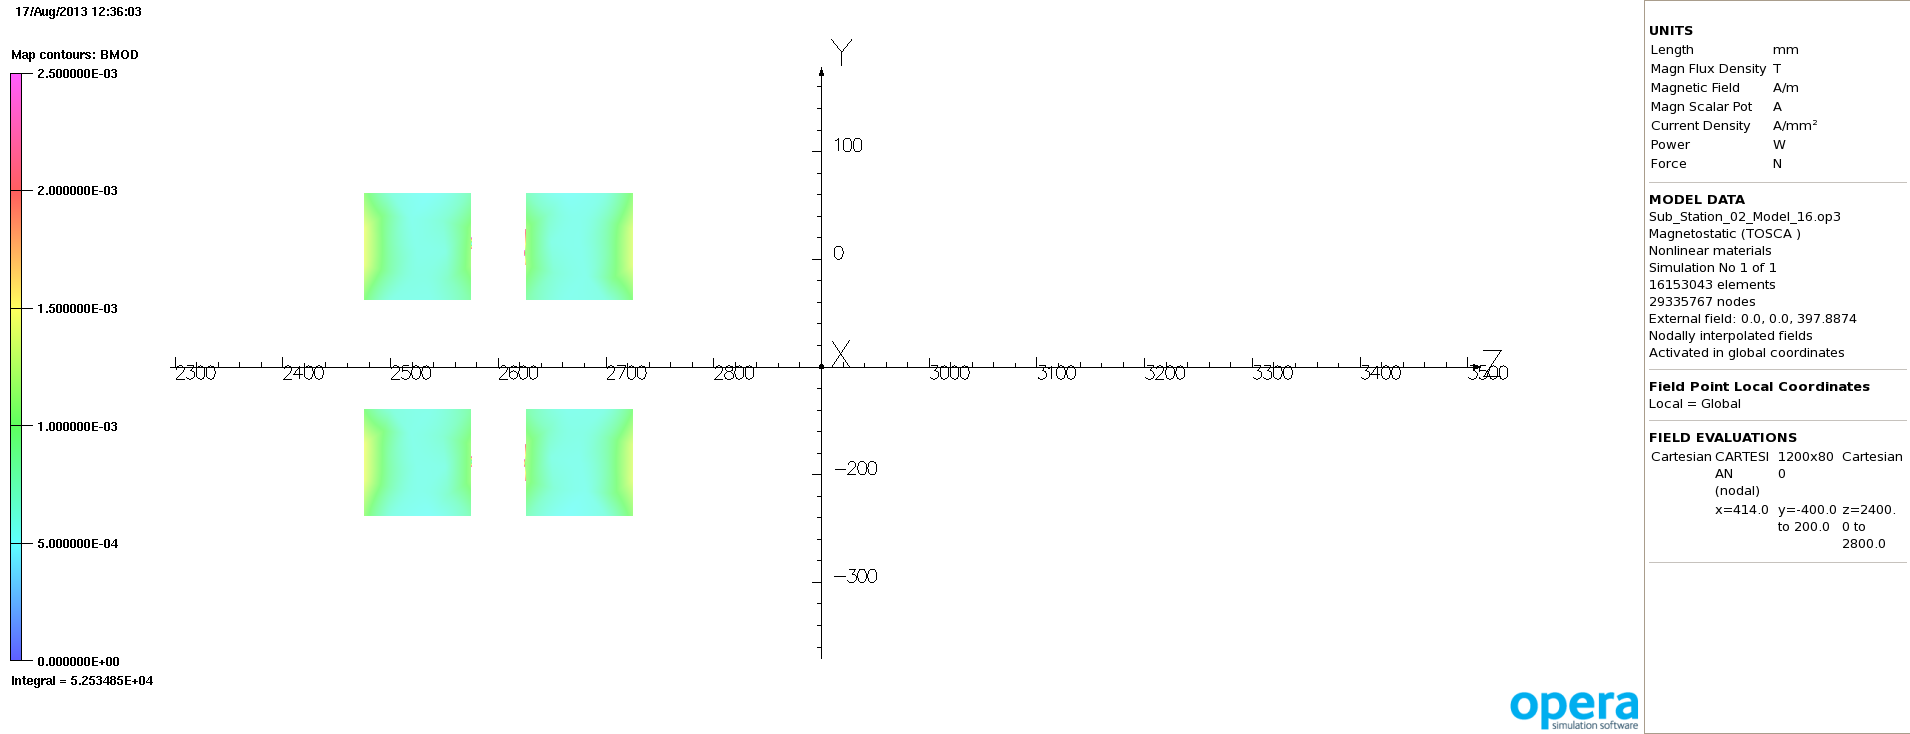 17/Aug/2013 12:36:03
Map contours: BMOD
2.500000E-03
2.000000E-03
1.500000E-03
1.000000E-03
5.000000E-04
0.000000E+00
Integral = 5.253485E+04
Y
100
0
X
Z
2300 2400 2500 2600 2700 2800 3000 3100 3200 3300 3400 3500
-200
-300
opera
simulation software
UNITS
Length mm
Magn Flux Density T
Magnetic Field A/m
Magn Scalar Pot A
Current Density A/mm²
Power W
Force N
MODEL DATA
Sub_Station_02_Model_16.op3
Magnetostatic (TOSCA )
Nonlinear materials
Simulation No 1 of 1
16153043 elements
29335767 nodes
External field: 0.0, 0.0, 397.8874
Nodally interpolated fields
Activated in global coordinates
Field Point Local Coordinates
Local = Global
FIELD EVALUATIONS
Cartesian CARTESI 1200x80 Cartesian
AN 0
(nodal)
x=414.0 y=-400.0 z=2400.
to 200.0 0 to
2800.0